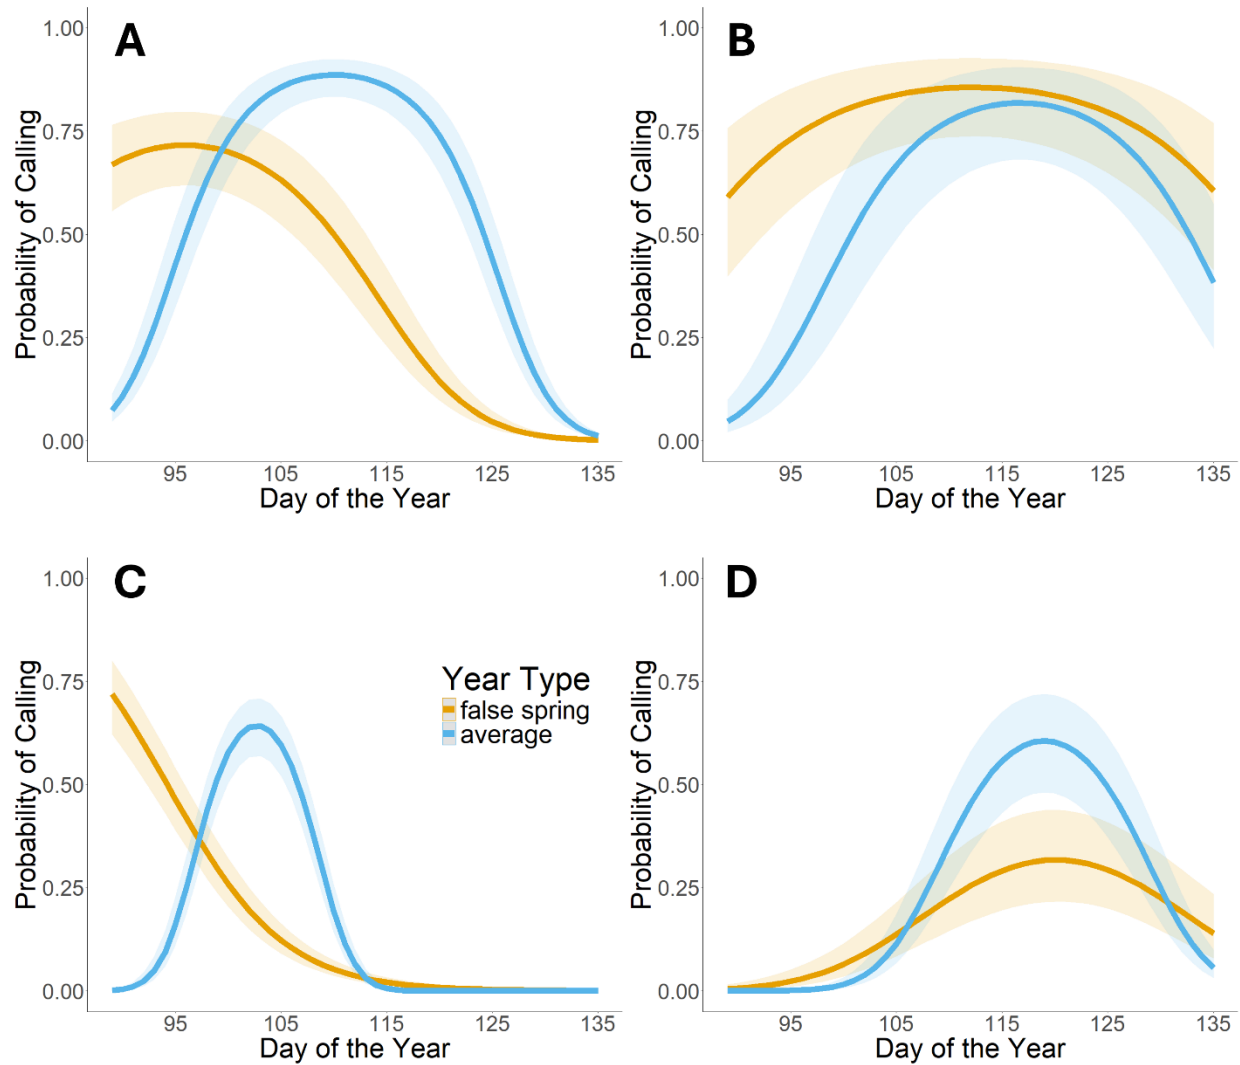 A
1.00
0.75
0.50
0.25
0.00
Probability of Calling
95 105 115 125 135
Day of the Year
B
1.00
0.75
0.50
0.25
0.00
Probability of Calling
95 105 115 125 135
Day of the Year
C
1.00
0.75
0.50
0.25
0.00
Probability of Calling
Year Type
false spring
average
95 105 115 125 135
Day of the Year
D
1.00
0.75
0.50
0.25
0.00
Probability of Calling
95 105 115 125 135
Day of the Year